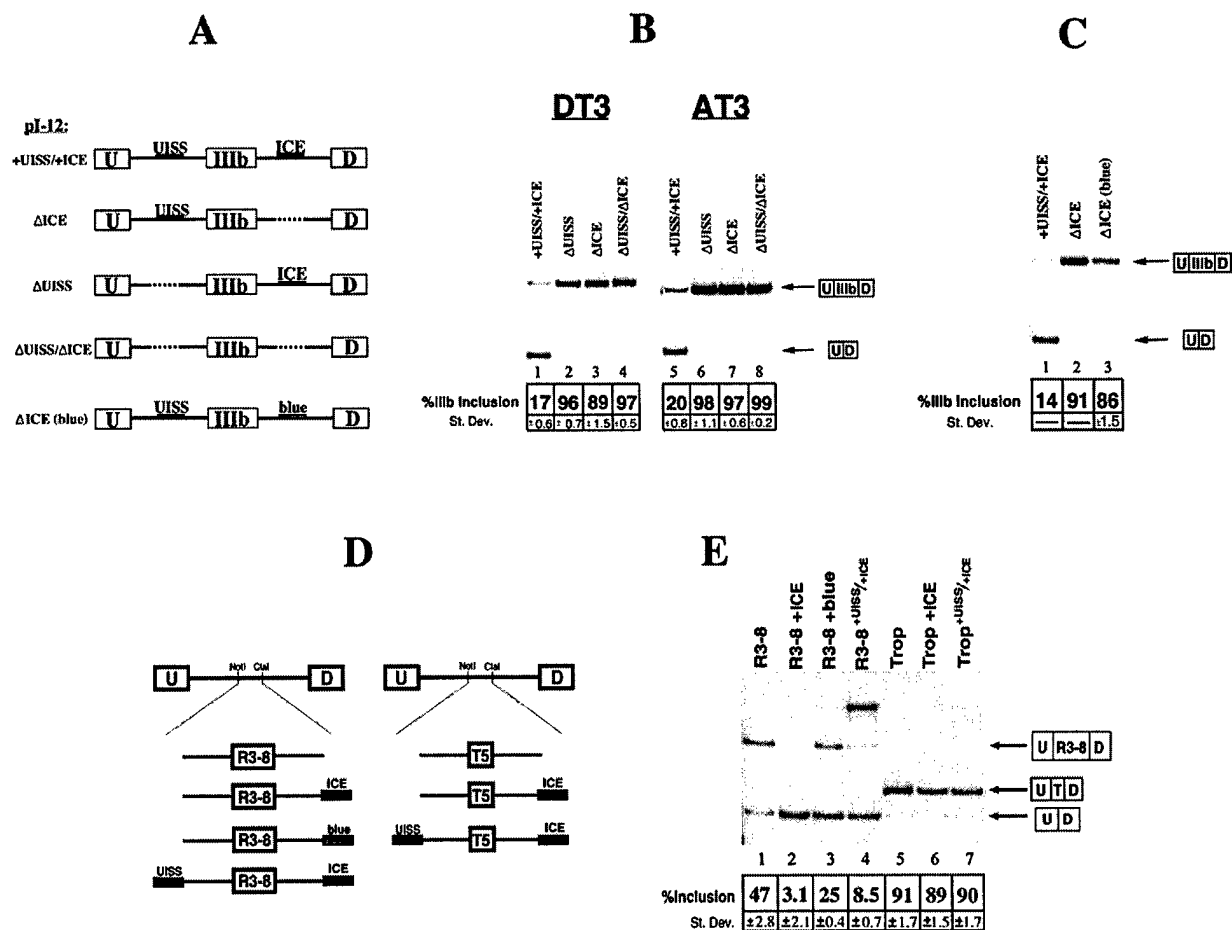 A
pI-12:
+UISS/+ICE U UISS IIIb ICE D
ΔICE U UISS IIIb D
ΔUISS U IIIb ICE D
ΔUISS/ΔICE U IIIb D
ΔICE (blue) U UISS IIIb blue D
B
DT3 AT3
+UISS/+ICE ΔUISS ΔICE ΔUISS/ΔICE +UISS/+ICE ΔUISS ΔICE ΔUISS/ΔICE
U IIIb D
U D
1 2 3 4 5 6 7 8
%IIIb Inclusion 17 96 89 97 20 98 97 99
St. Dev. ±0.6 ±0.7 ±1.5 ±0.5 ±0.8 ±1.1 ±0.6 ±0.2
C
+UISS/+ICE ΔICE ΔICE (blue)
U IIIb D
U D
1 2 3
%IIIb Inclusion 14 91 86
St. Dev. — — ±1.5
D
U NotI ClaI D
R3-8
R3-8 ICE
R3-8 blue
UISS R3-8 ICE
U NotI ClaI D
T5
T5 ICE
UISS T5 ICE
E
R3-8 R3-8 +ICE R3-8 +blue R3-8 +UISS/+ICE Trop Trop +ICE Trop +UISS/+ICE
U R3-8 D
U T D
U D
1 2 3 4 5 6 7
%Inclusion 47 3.1 25 8.5 91 89 90
St. Dev. ±2.8 ±2.1 ±0.4 ±0.7 ±1.7 ±1.5 ±1.7